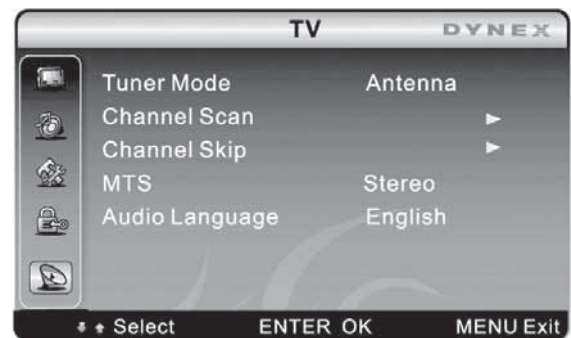 TV DYNEX
Tuner Mode Antenna
Channel Scan
Channel Skip
MTS Stereo
Audio Language English
Select ENTER OK MENU Exit